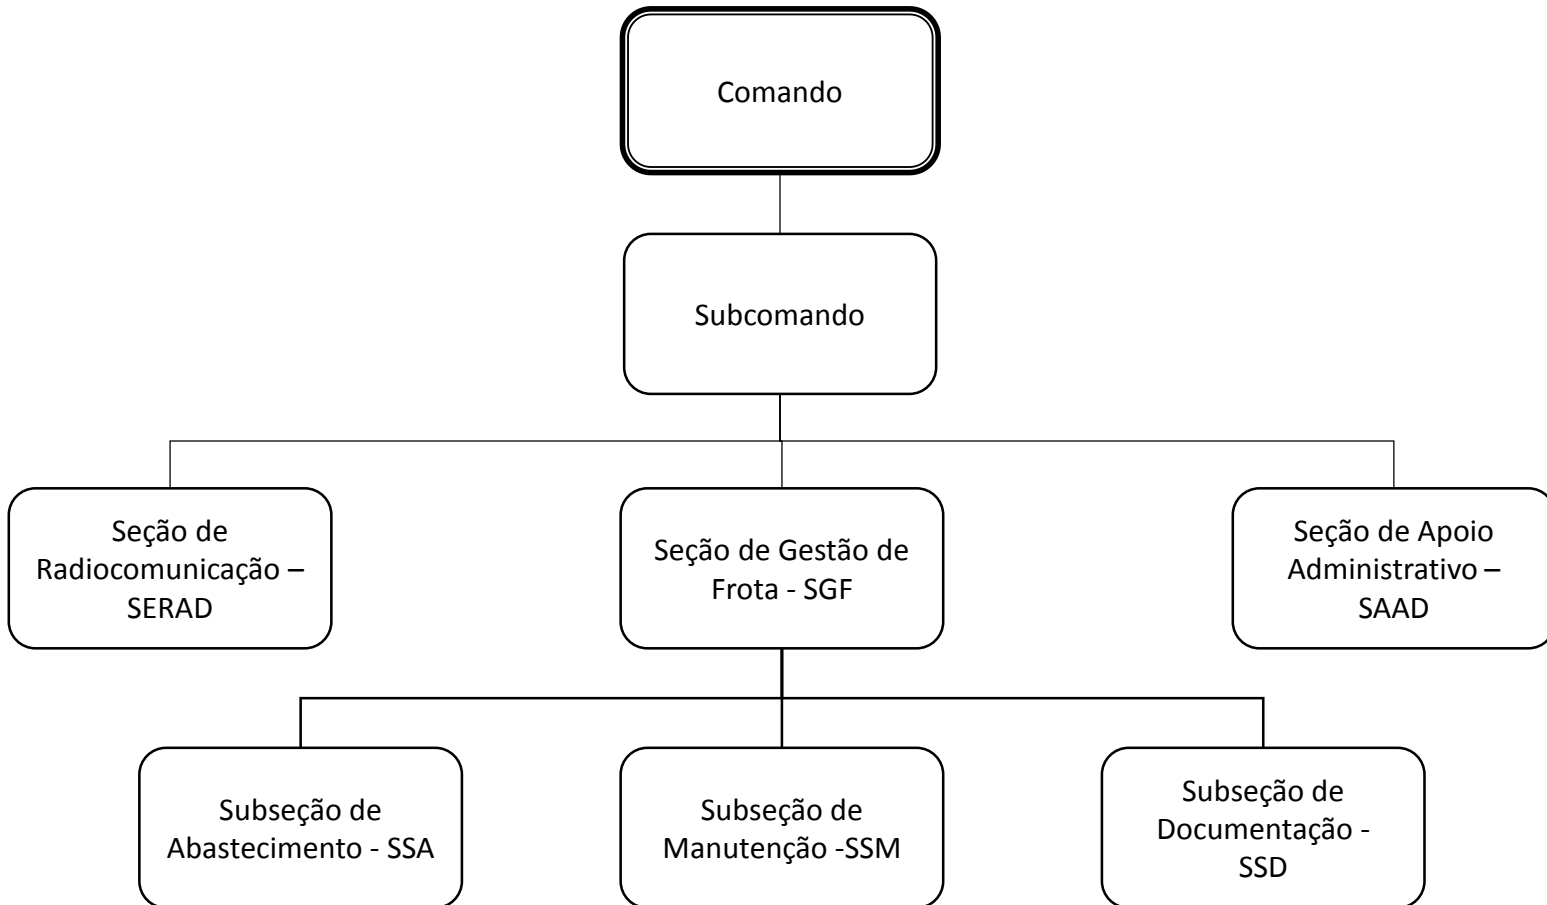 Comando
Subcomando
Seção de
Radiocomunicação –
SERAD
Seção de Gestão de
Frota - SGF
Seção de Apoio
Administrativo –
SAAD
Subseção de
Abastecimento - SSA
Subseção de
Manutenção -SSM
Subseção de
Documentação -
SSD